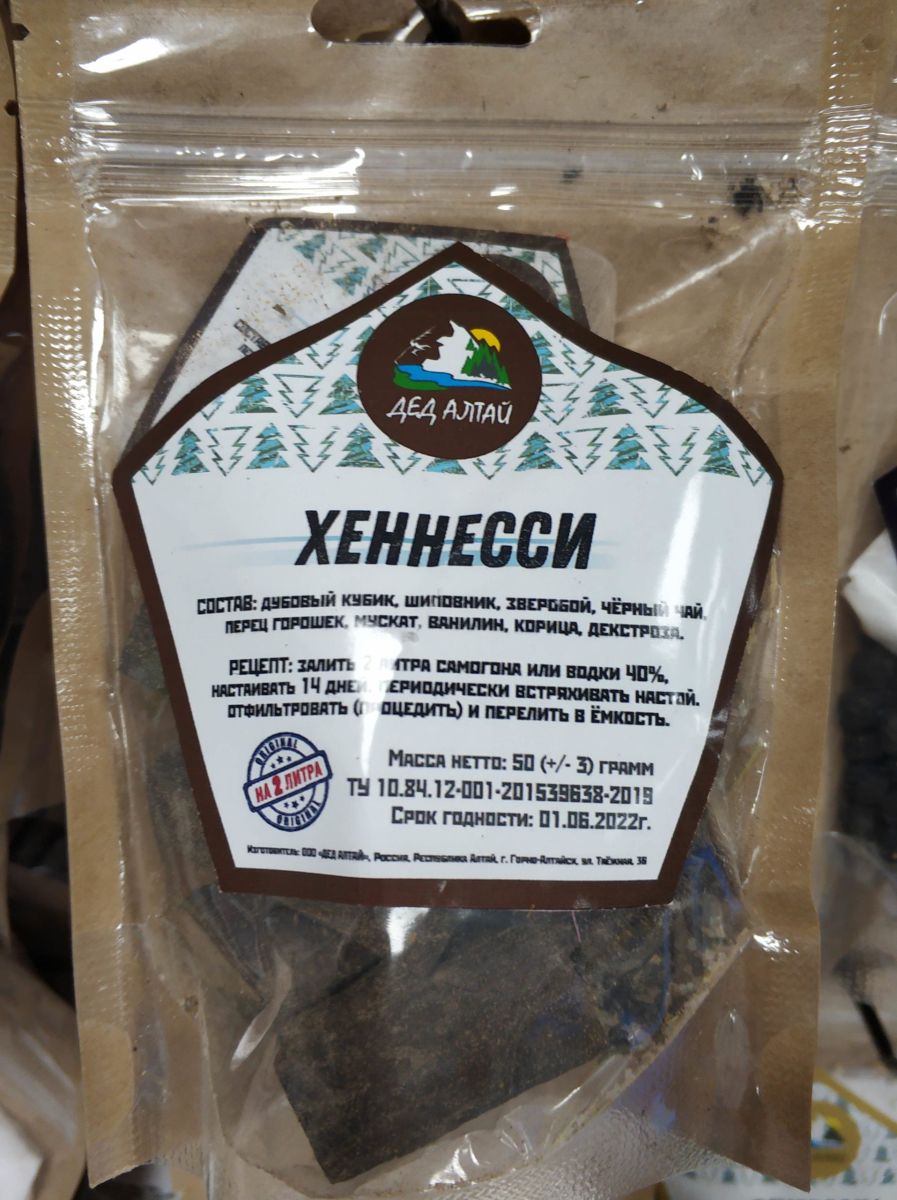 ДЕД АЛТАЙ
ХЕННЕССИ
СОСТАВ: ДУБОВЫЙ КУБИК, ШИПОВНИК, ЗВЕРОБОЙ, ЧЁРНЫЙ ЧАЙ,
ПЕРЕЦ ГОРОШЕК, МУСКАТ, ВАНИЛИН, КОРИЦА, ДЕКСТРОЗА.
РЕЦЕПТ: ЗАЛИТЬ 2 ЛИТРА САМОГОНА ИЛИ ВОДКИ 40%,
НАСТАИВАТЬ 14 ДНЕЙ. ПЕРИОДИЧЕСКИ ВСТРЯХИВАТЬ НАСТОЙ.
ОТФИЛЬТРОВАТЬ (ПРОЦЕДИТЬ) И ПЕРЕЛИТЬ В ЁМКОСТЬ.
ORIGINAL
НА 2 ЛИТРА
ORIGINAL
МАССА НЕТТО: 50 (+/- 3) ГРАММ
ТУ 10.84.12-001-201539638-2019
СРОК ГОДНОСТИ: 01.06.2022г.
ИЗГОТОВИТЕЛЬ: ООО «ДЕД АЛТАЙ», РОССИЯ, РЕСПУБЛИКА АЛТАЙ, Г. ГОРНО-АЛТАЙСК, УЛ. ТАЁЖНАЯ, 36